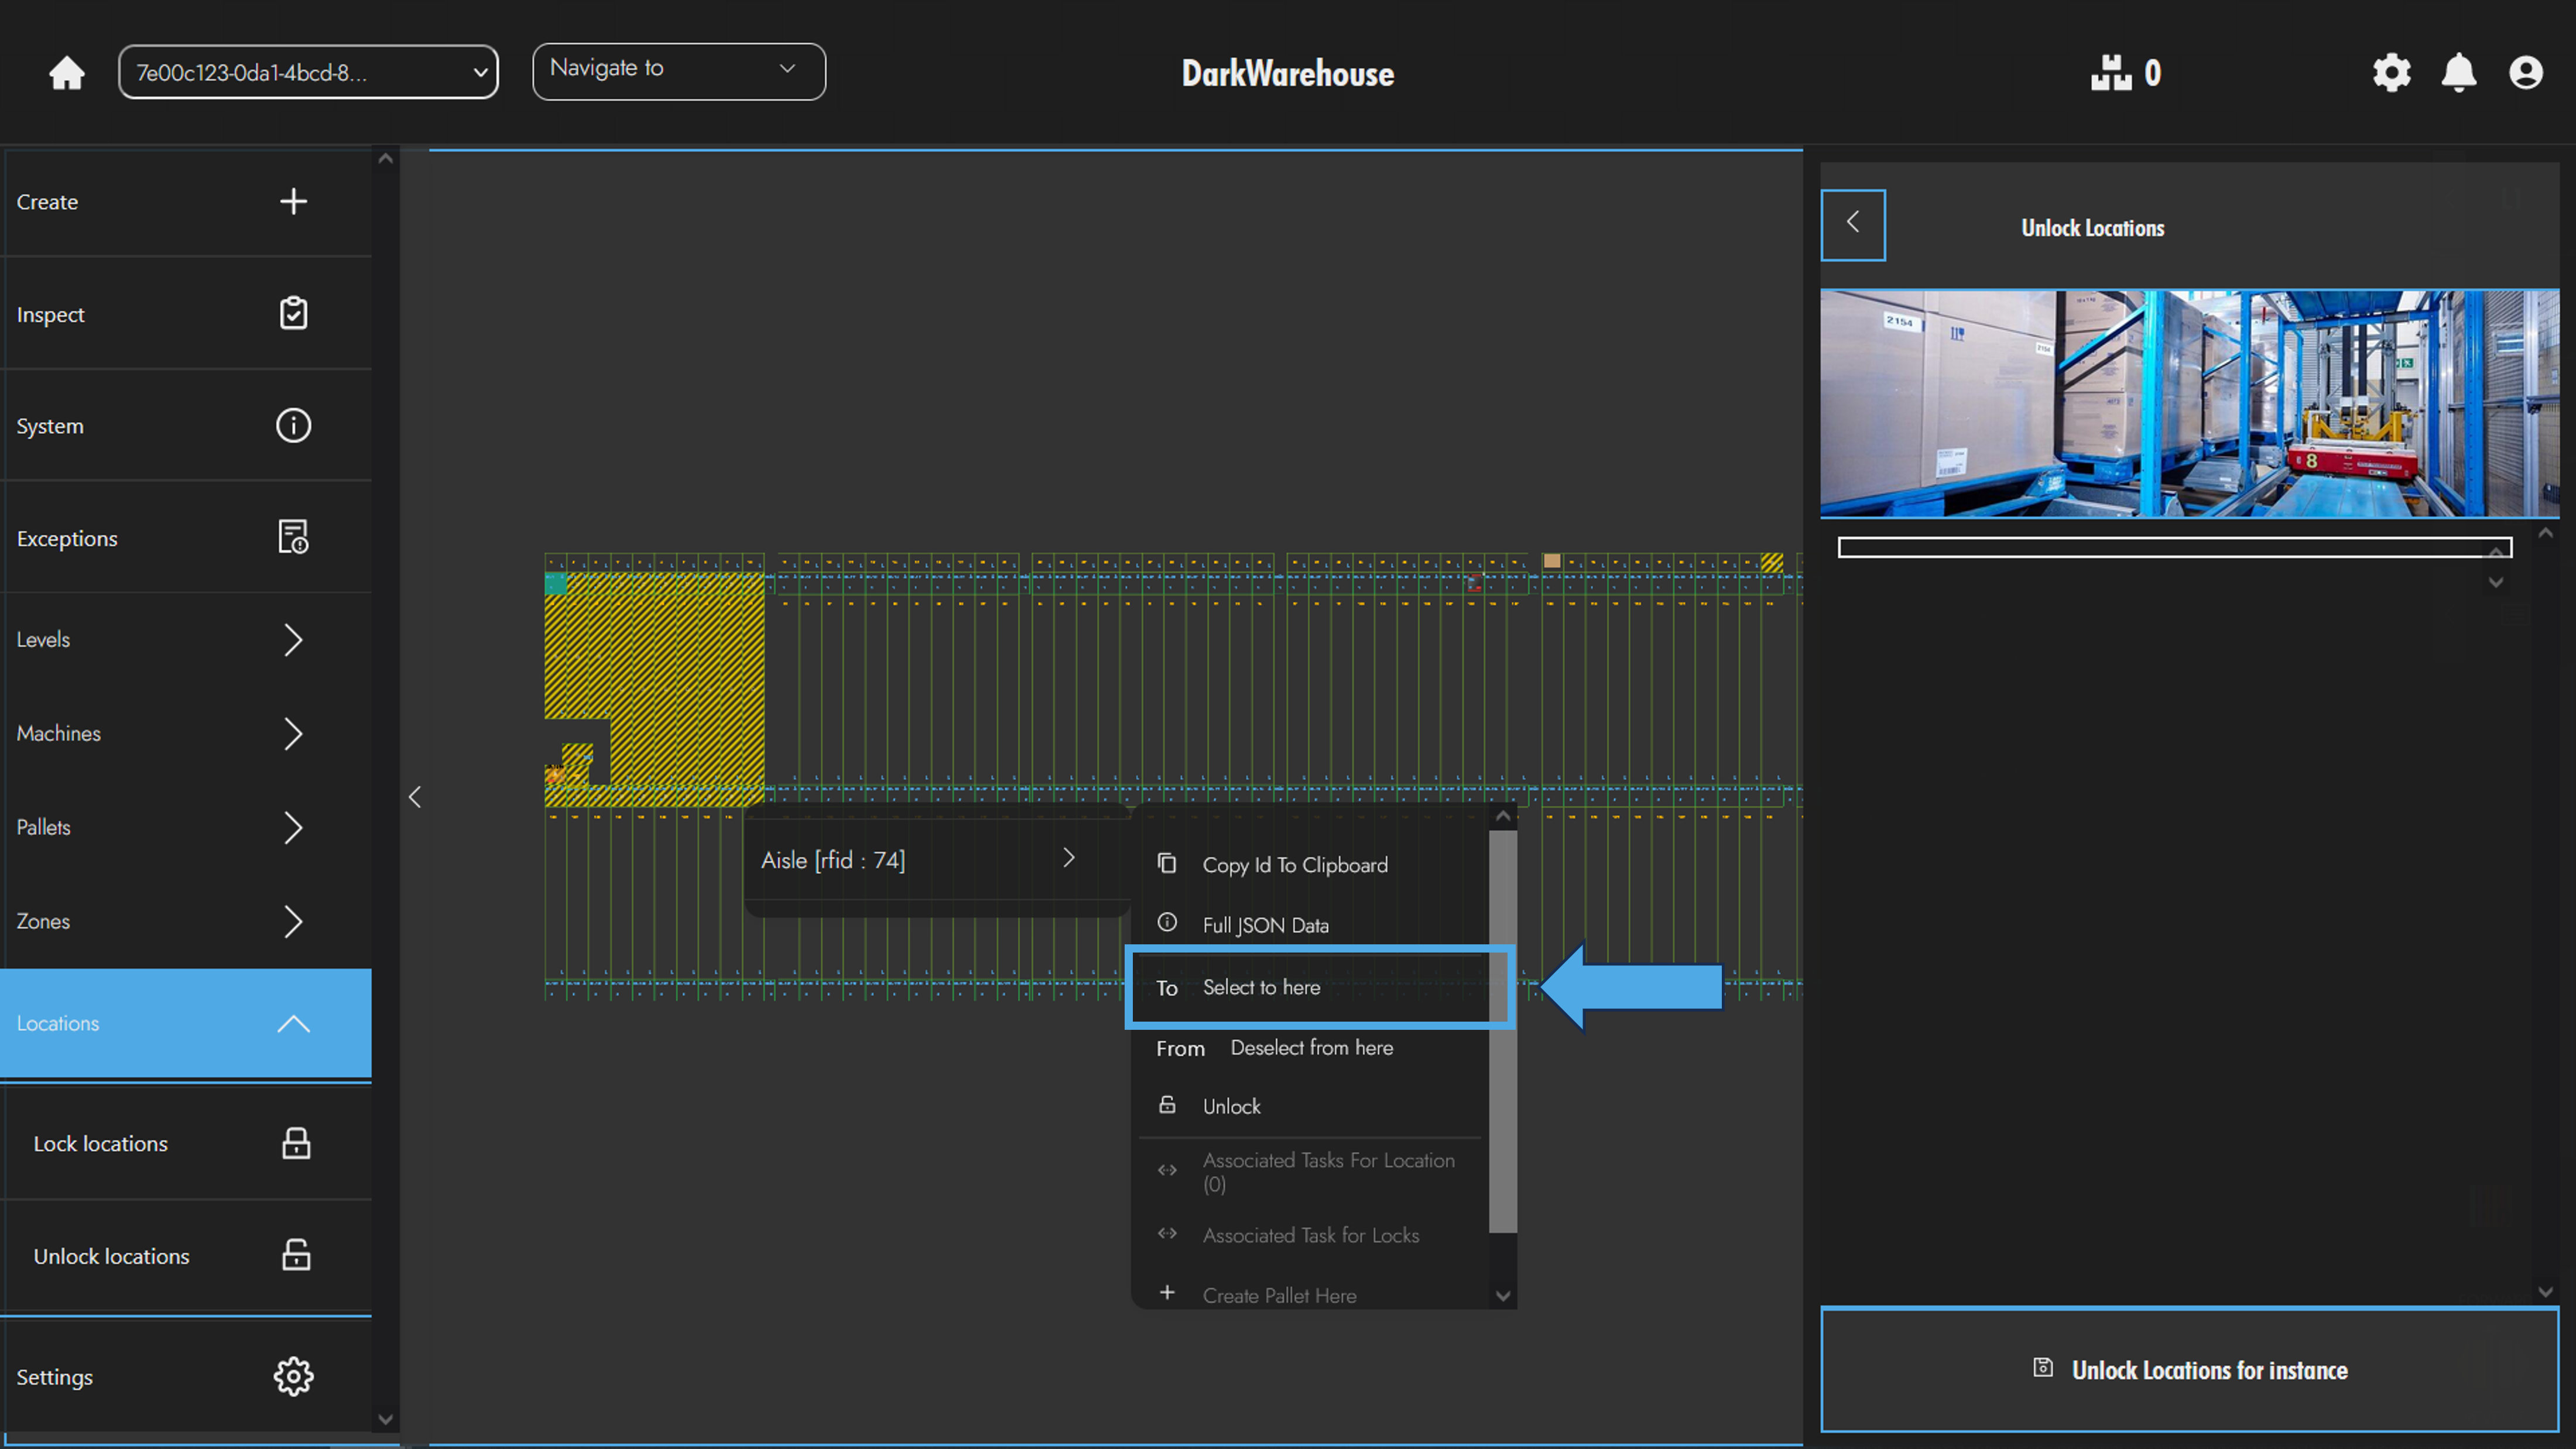 7e00c123-0da1-4bcd-8...
Navigate to
DarkWarehouse
0
Create
Inspect
System
Exceptions
Levels
Machines
Pallets
Zones
Locations
Lock locations
Unlock locations
Settings
Aisle [rfid : 74]
Copy Id To Clipboard
Full JSON Data
To Select to here
From Deselect from here
Unlock
Associated Tasks For Location
(0)
Associated Task for Locks
Create Pallet Here
Unlock Locations
2154
2154
8
Unlock Locations for instance